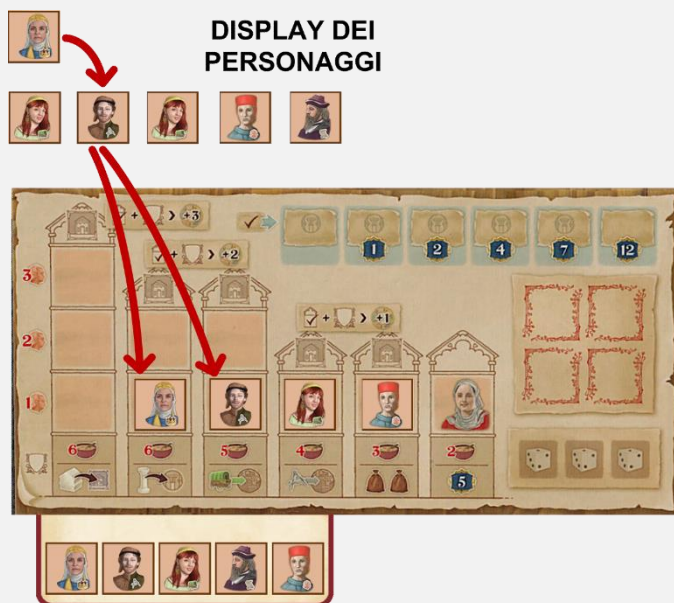 DISPLAY DEI
PERSONAGGI
+ > +3
+ > +2
1 2 4 7 12
3
+ > +1
2
1
6 6 5 4 3 2
5